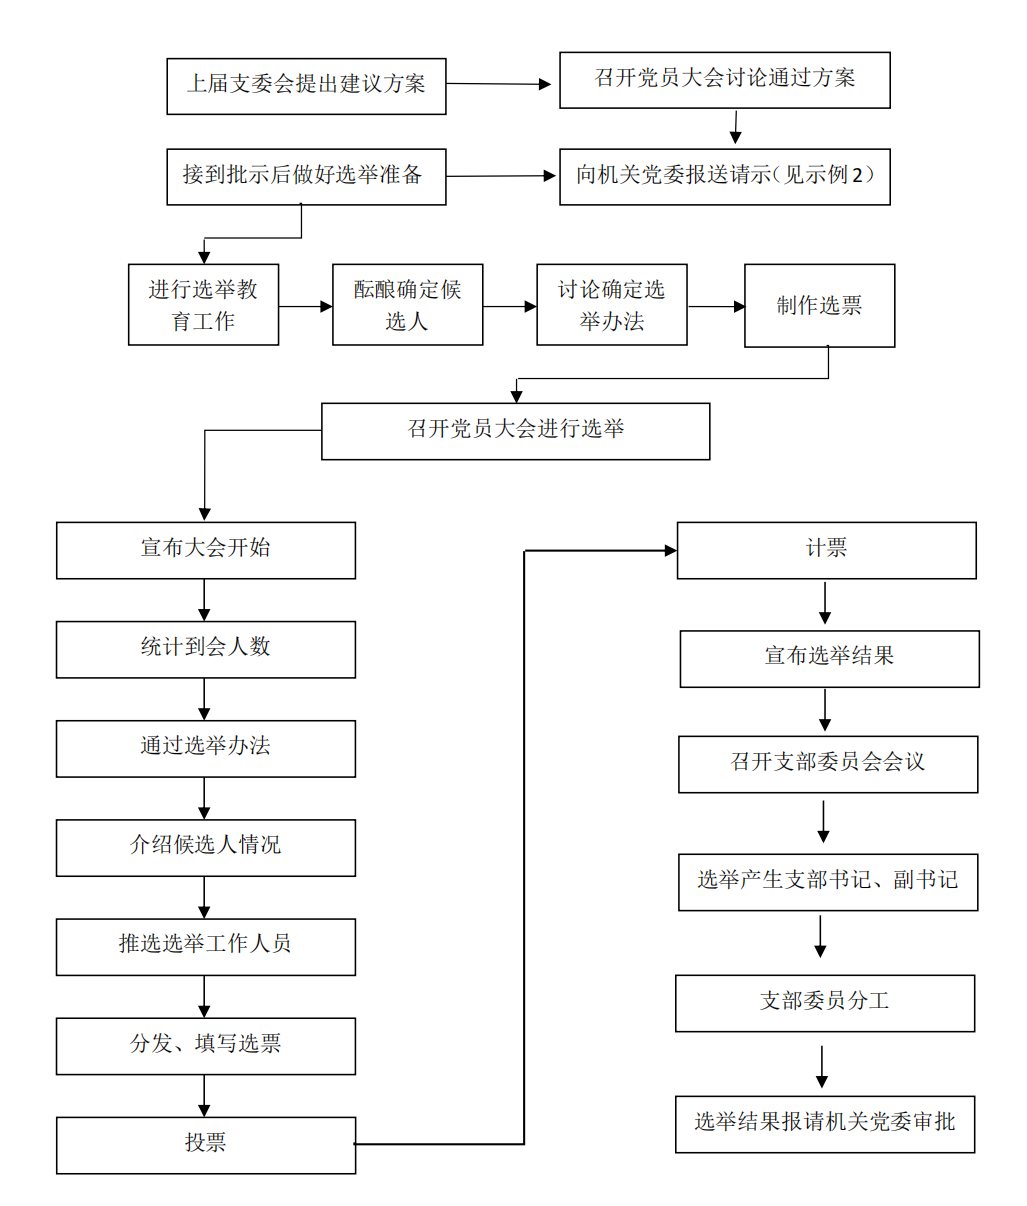 上届支委会提出建议方案
召开党员大会讨论通过方案
接到批示后做好选举准备
向机关党委报送请示（见示例2）
进行选举教
育工作
酝酿确定候
选人
讨论确定选
举办法
制作选票
召开党员大会进行选举
宣布大会开始
统计到会人数
通过选举办法
介绍候选人情况
推选选举工作人员
分发、填写选票
投票
计票
宣布选举结果
召开支部委员会会议
选举产生支部书记、副书记
支部委员分工
选举结果报请机关党委审批